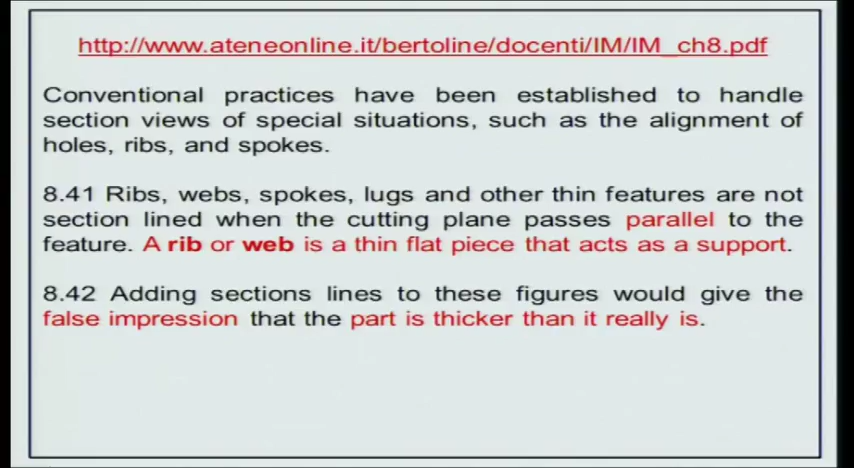 http://www.ateneonline.it/bertoline/docenti/IM/IM_ch8.pdf
Conventional practices have been established to handle
section views of special situations, such as the alignment of
holes, ribs, and spokes.
8.41 Ribs, webs, spokes, lugs and other thin features are not
section lined when the cutting plane passes parallel to the
feature. A rib or web is a thin flat piece that acts as a support.
8.42 Adding sections lines to these figures would give the
false impression that the part is thicker than it really is.